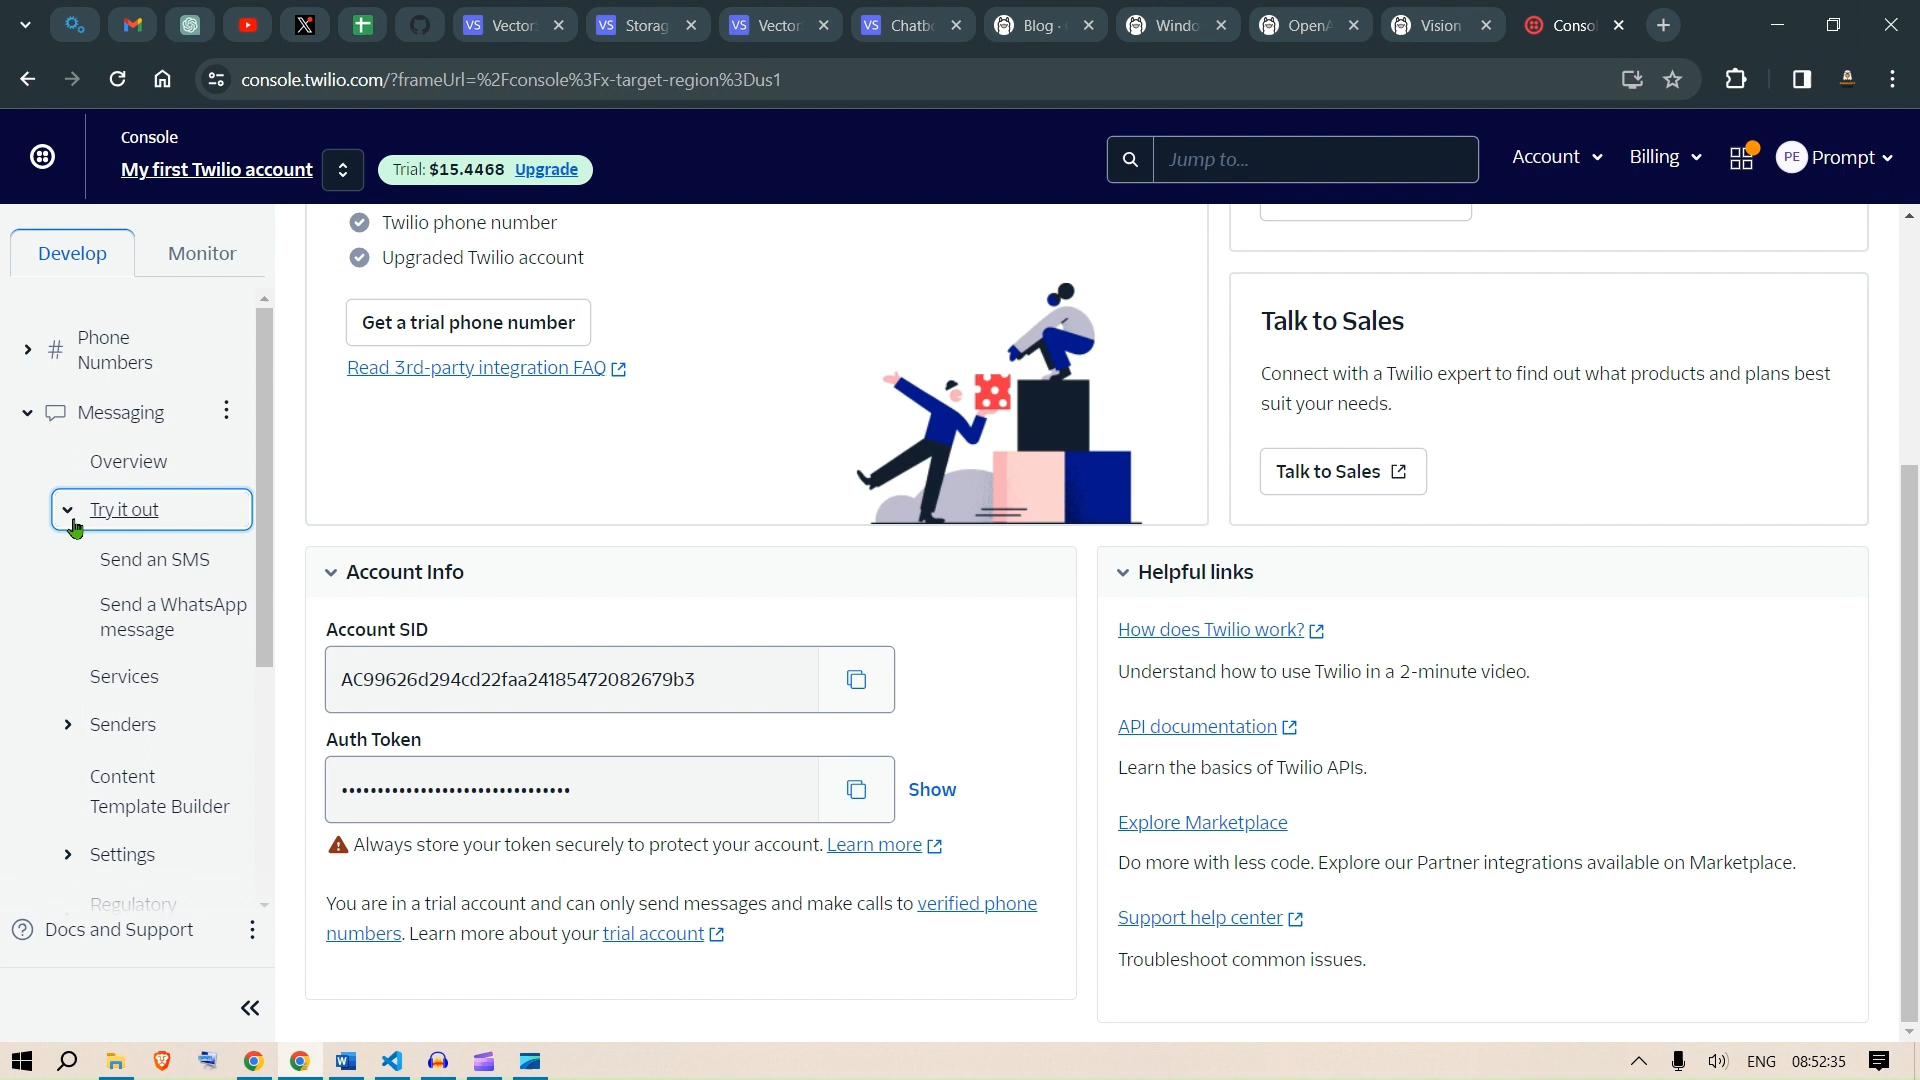 Vector
Storag
Vector
Chatbo
Blog ·
Windo
OpenA
Vision
Conso
console.twilio.com/?frameUrl=%2Fconsole%3Fx-target-region%3Dus1
Console
My first Twilio account
Trial: $15.4468 Upgrade
Jump to...
Account
Billing
PE Prompt
Develop
Monitor
Phone
Numbers
Messaging
Overview
Try it out
Send an SMS
Send a WhatsApp
message
Services
Senders
Content
Template Builder
Settings
Regulatory
Docs and Support
Twilio phone number
Upgraded Twilio account
Get a trial phone number
Read 3rd-party integration FAQ
Talk to Sales
Connect with a Twilio expert to find out what products and plans best
suit your needs.
Talk to Sales
Account Info
Account SID
AC99626d294cd22faa24185472082679b3
Auth Token
••••••••••••••••••••••••••••••••
Show
Always store your token securely to protect your account. Learn more
You are in a trial account and can only send messages and make calls to verified phone
numbers. Learn more about your trial account
Helpful links
How does Twilio work?
Understand how to use Twilio in a 2-minute video.
API documentation
Learn the basics of Twilio APIs.
Explore Marketplace
Do more with less code. Explore our Partner integrations available on Marketplace.
Support help center
Troubleshoot common issues.
ENG
08:52:35